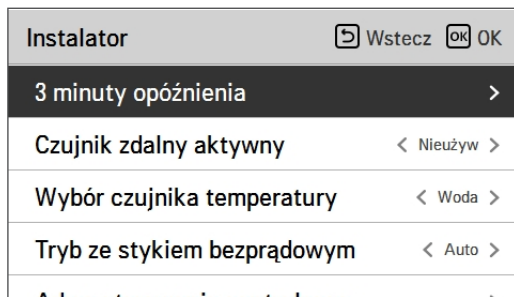 Instalator Wstecz OK OK
3 minuty opóźnienia >
Czujnik zdalny aktywny < Nieużyw >
Wybór czujnika temperatury < Woda >
Tryb ze stykiem bezprądowym < Auto >